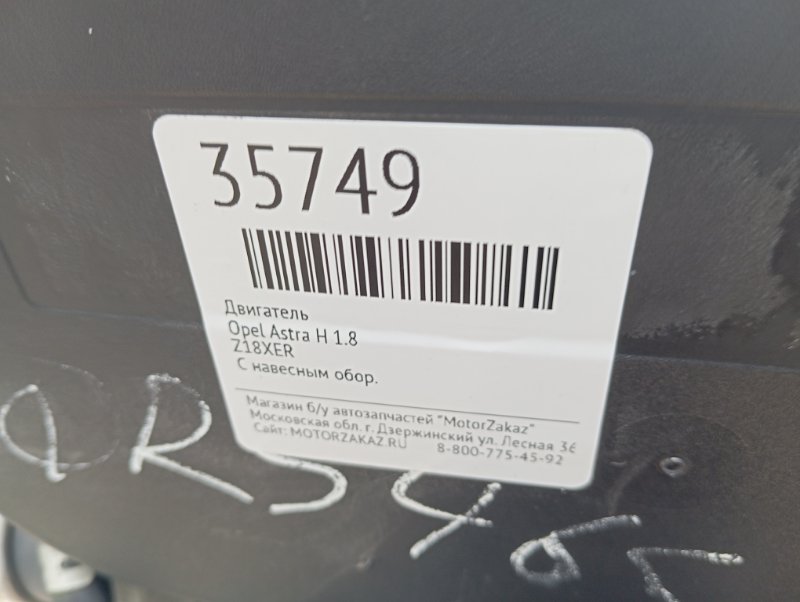 35749
Двигатель
Opel Astra H 1.8
Z18XER
С навесным обор.
Магазин б/у автозапчастей "MotorZakaz"
Московская обл. г. Дзержинский ул. Лесная 36
Сайт: MOTORZAKAZ.RU 8-800-775-45-92